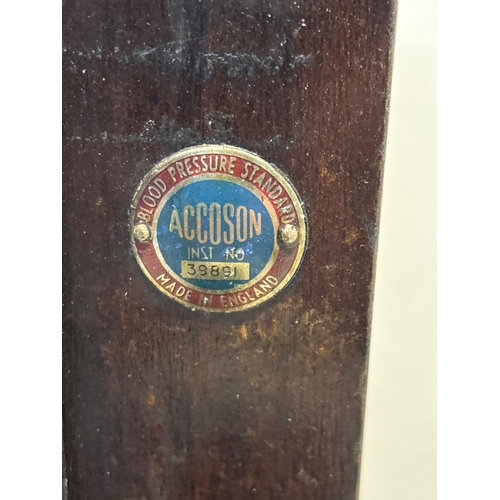 BLOOD PRESSURE STANDARD
ACCOSON
INST NO
39891
MADE IN ENGLAND